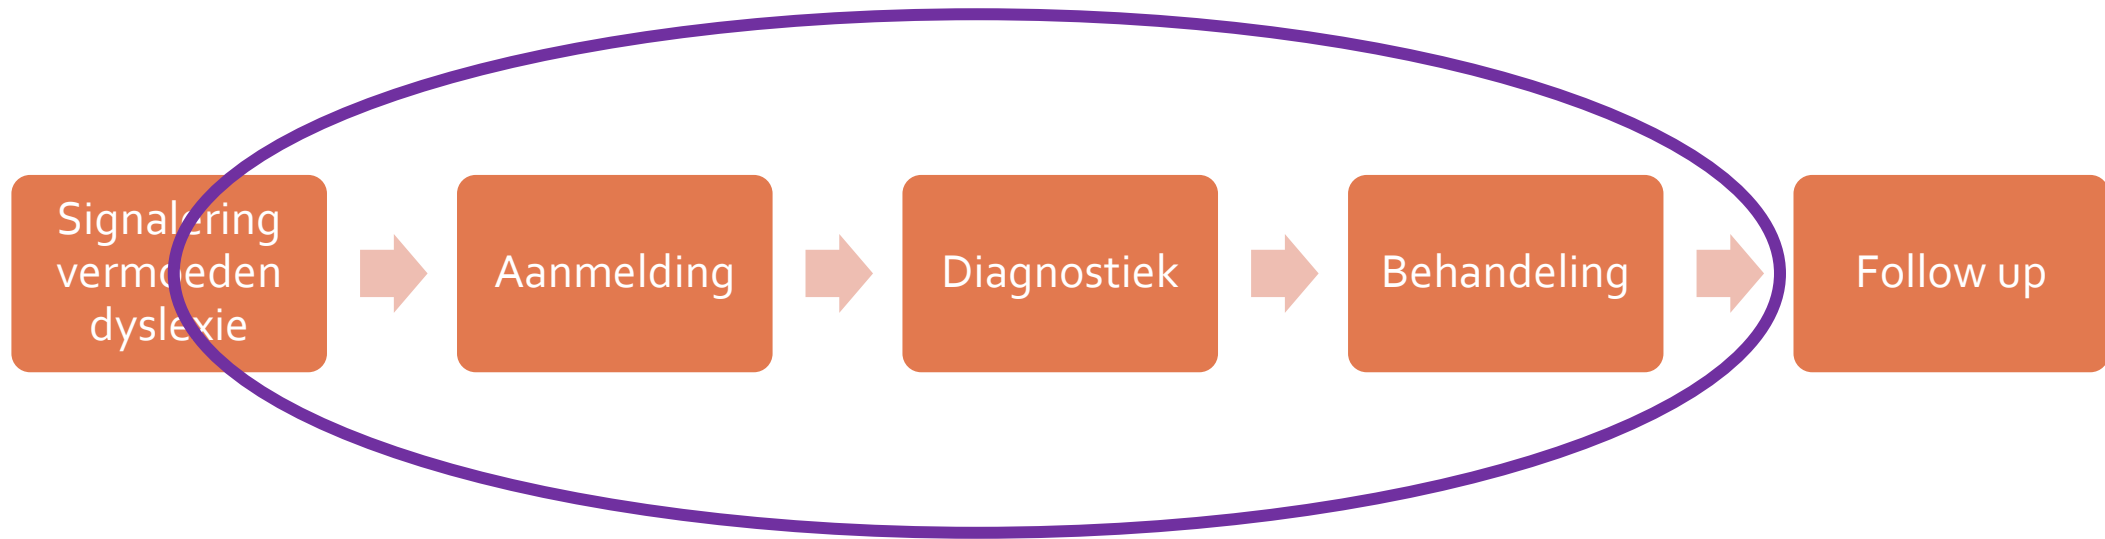 Signalering
vermoeden
dyslexie
Aanmelding
Diagnostiek
Behandeling
Follow up